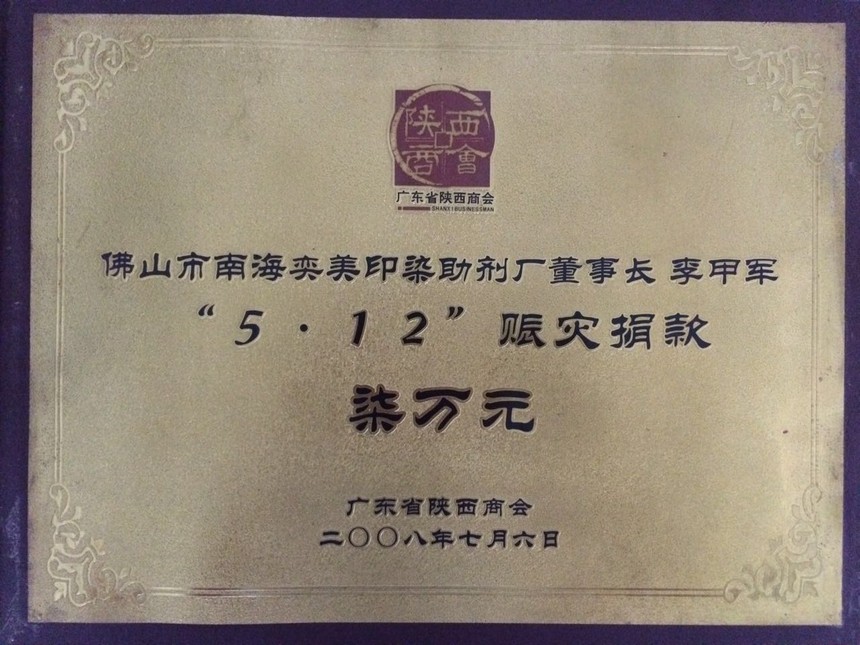 陕西
商會
广东省陕西商会
SHANXI BUSINESSMAN
佛山市南海奕美印染助剂厂董事长 李甲军
“5·12”赈灾捐款
柒万元
广东省陕西商会
二〇〇八年七月六日